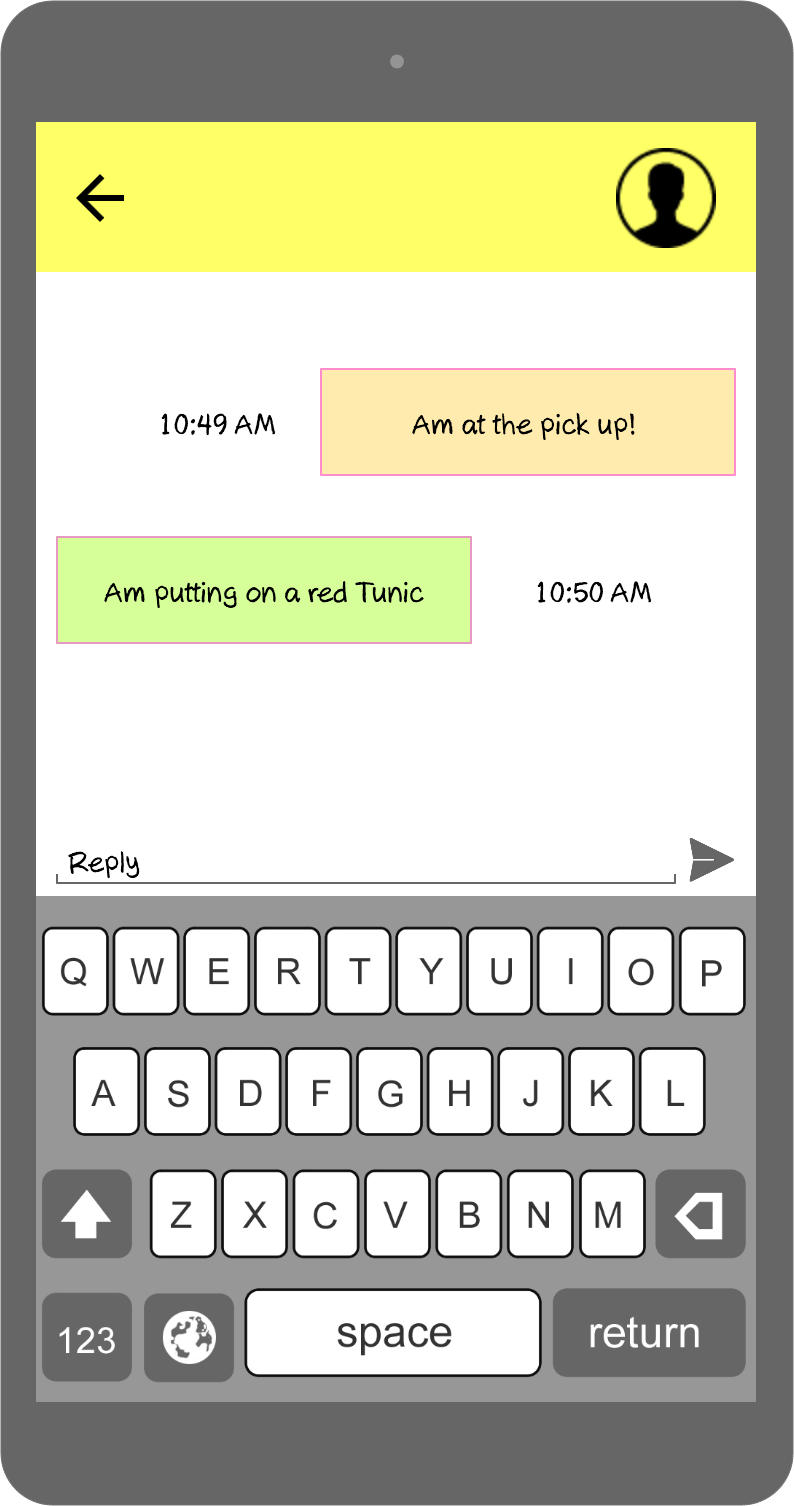 10:49 AM Am at the pick up!
Am putting on a red Tunic 10:50 AM
Reply
Q W E R T Y U I O P
A S D F G H J K L
Z X C V B N M
123 space return